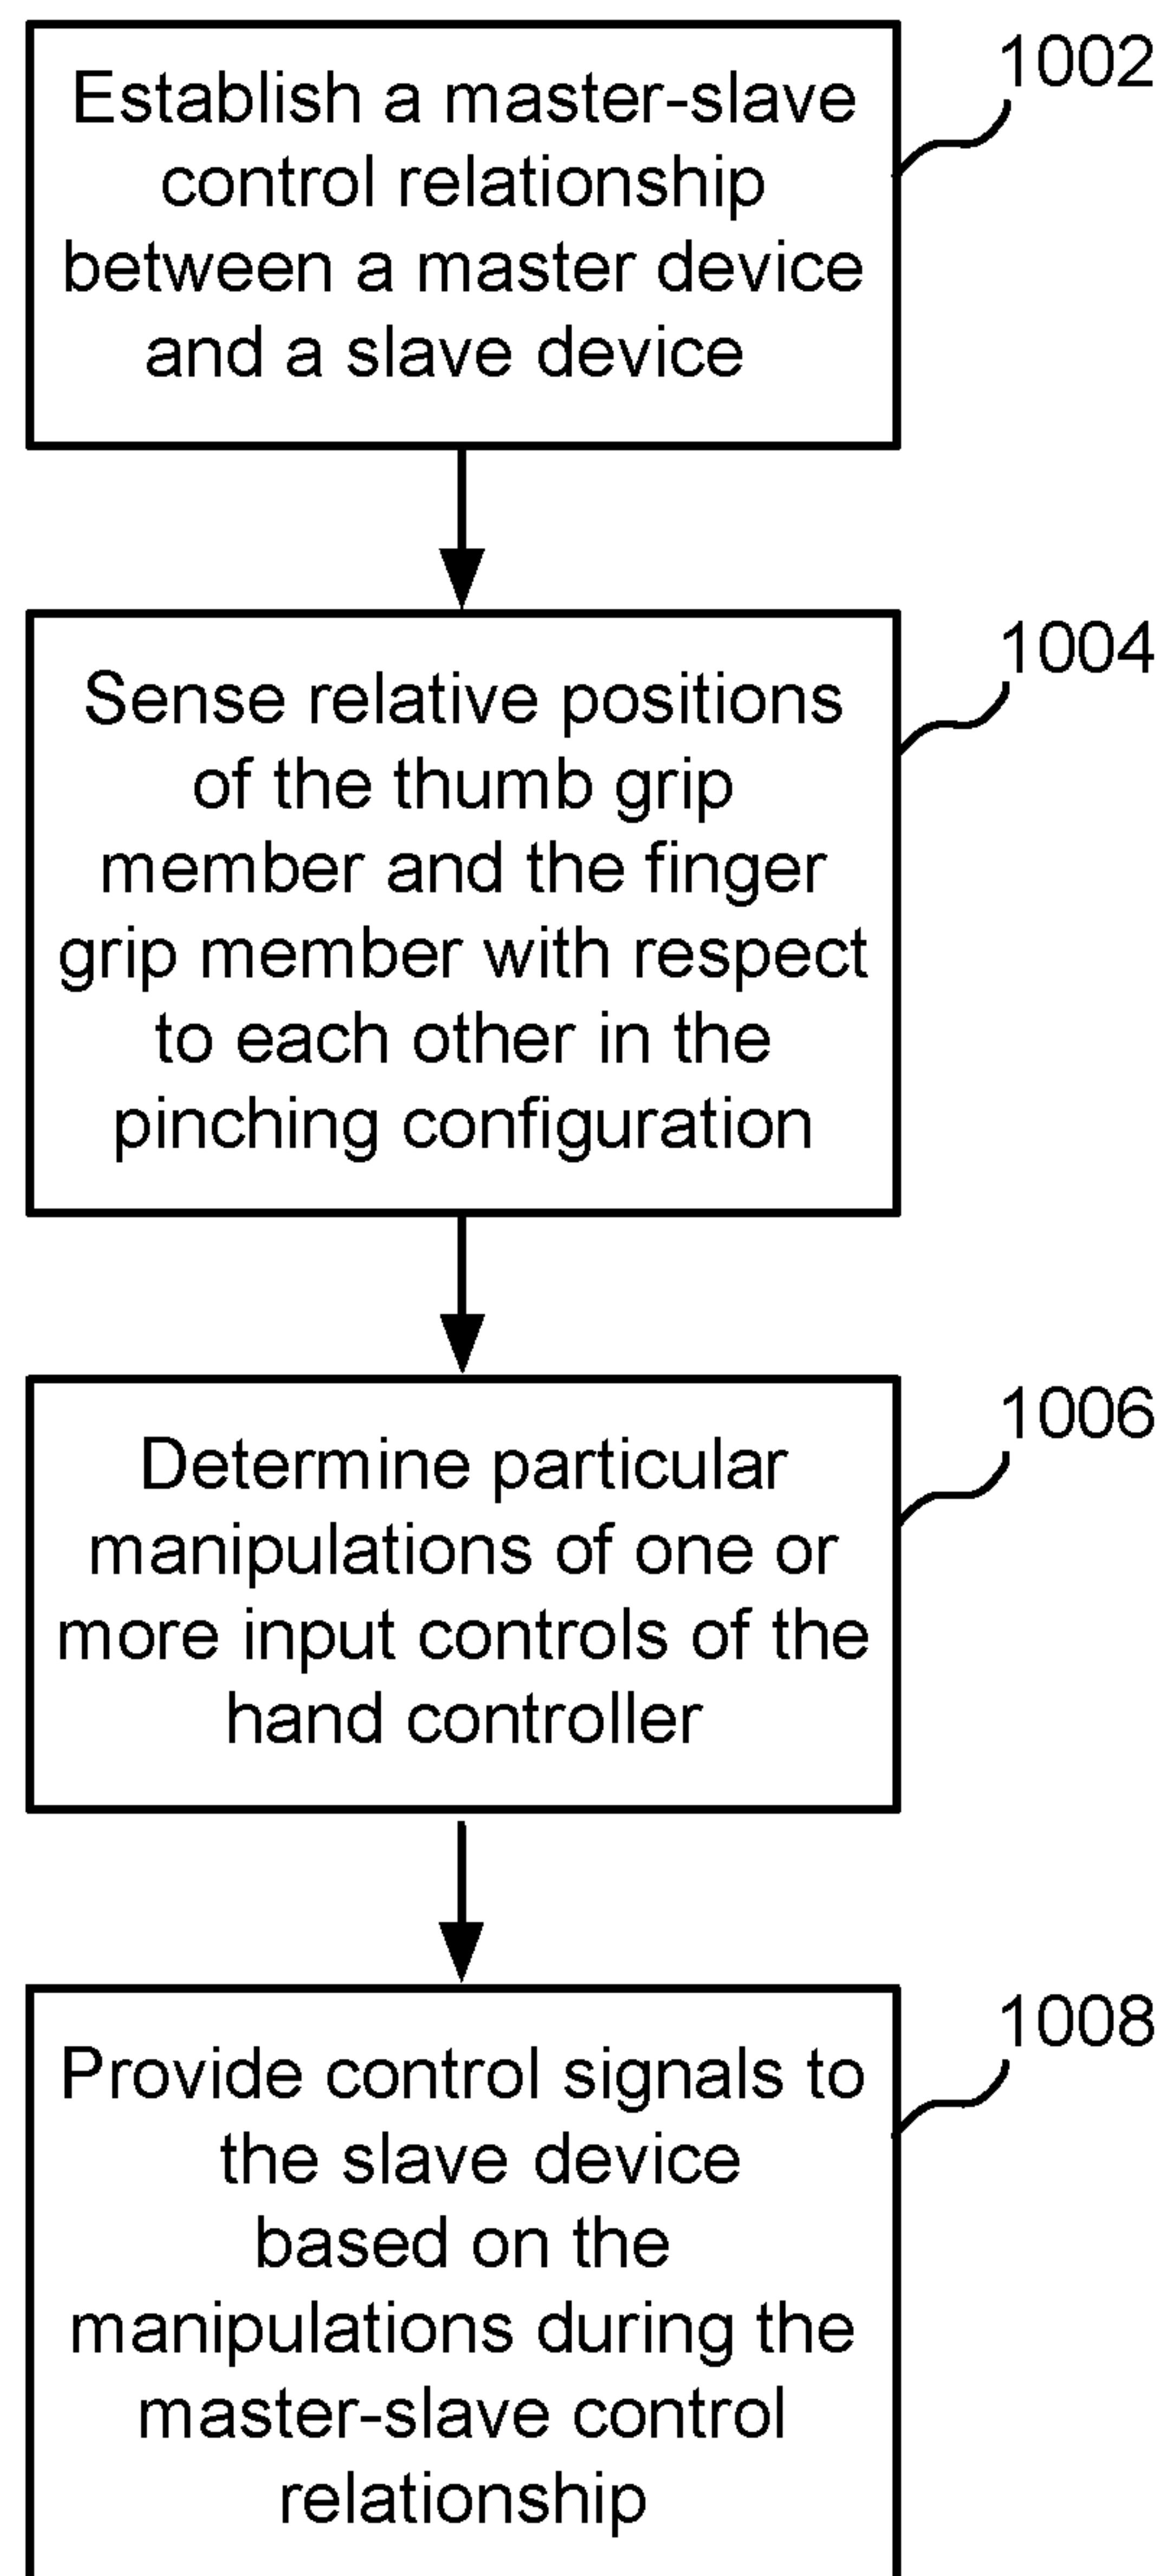 Establish a master-slave
control relationship
between a master device
and a slave device
1002
Sense relative positions
of the thumb grip
member and the finger
grip member with respect
to each other in the
pinching configuration
1004
Determine particular
manipulations of one or
more input controls of the
hand controller
1006
Provide control signals to
the slave device
based on the
manipulations during the
master-slave control
relationship
1008